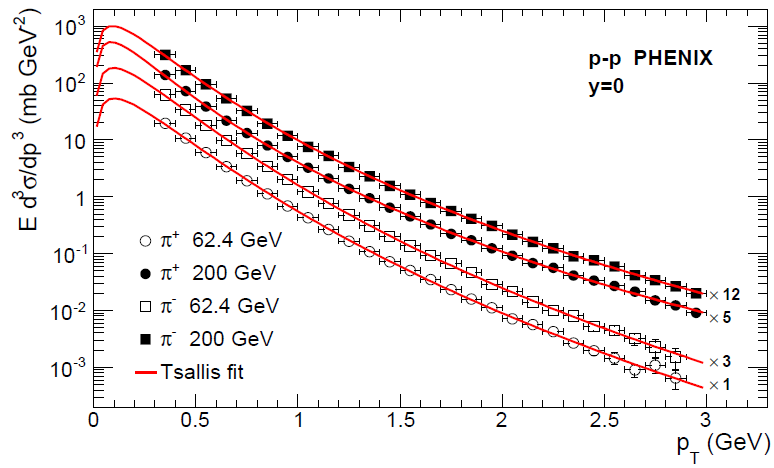 E d³σ/dp³ (mb GeV⁻²)
10³
10²
10
1
10⁻¹
10⁻²
10⁻³
p-p PHENIX
y=0
π⁺ 62.4 GeV
π⁺ 200 GeV
π⁻ 62.4 GeV
π⁻ 200 GeV
Tsallis fit
× 12
× 5
× 3
× 1
0 0.5 1 1.5 2 2.5 3
p_T (GeV)